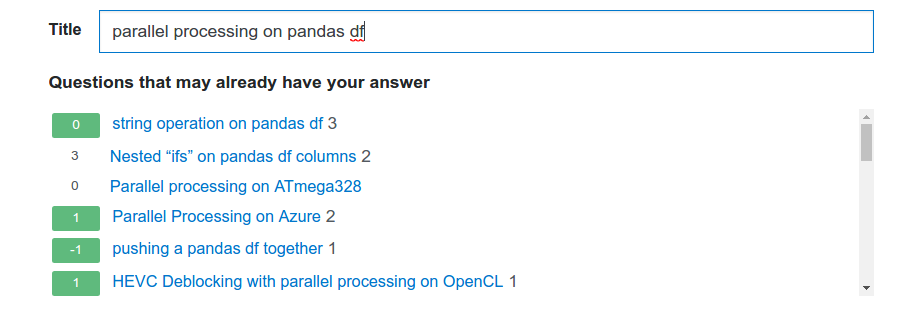 Title parallel processing on pandas df
Questions that may already have your answer
0 string operation on pandas df 3
3 Nested “ifs” on pandas df columns 2
0 Parallel processing on ATmega328
1 Parallel Processing on Azure 2
-1 pushing a pandas df together 1
1 HEVC Deblocking with parallel processing on OpenCL 1